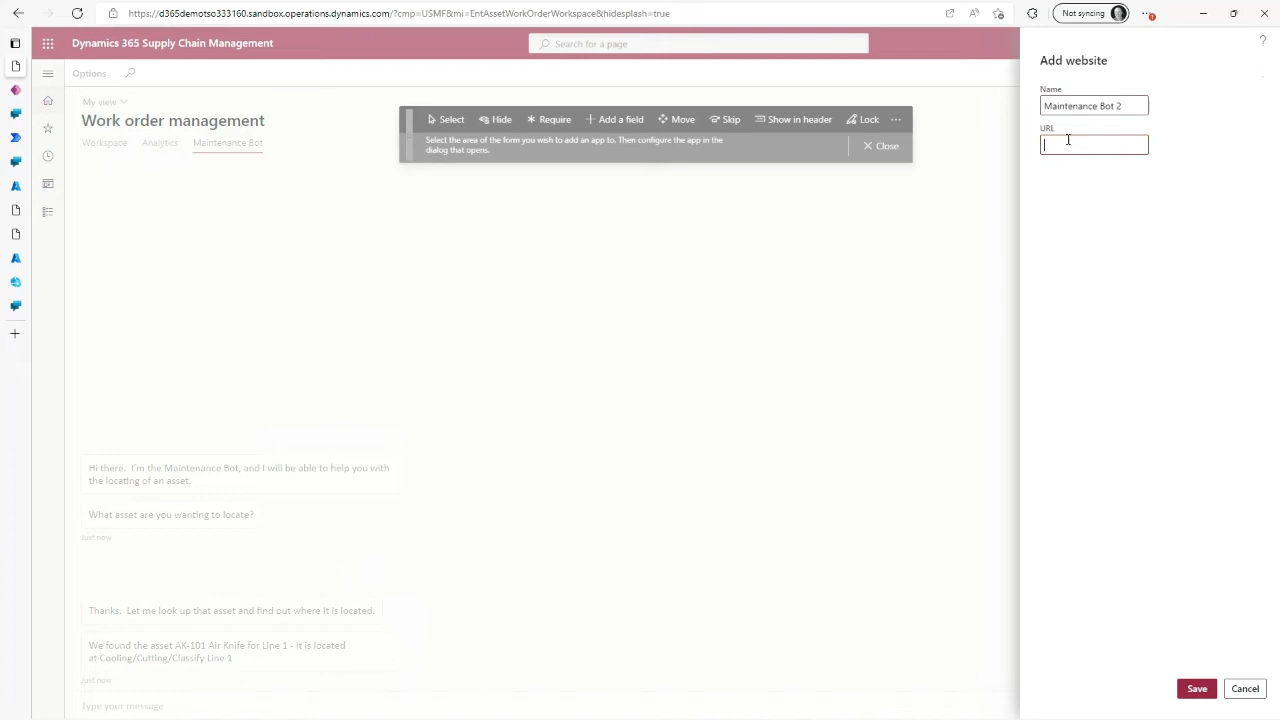 https://d365demotso333160.sandbox.operations.dynamics.com/?cmp=USMF&mi=EntAssetWorkOrderWorkspace&hidesplash=true
Not syncing
Dynamics 365 Supply Chain Management
Search for a page
?
Options
Add website
Name
Maintenance Bot 2
URL
My view
Work order management
Workspace
Analytics
Maintenance Bot
Select
Hide
Require
Add a field
Move
Skip
Show in header
Lock
Select the area of the form you wish to add an app to. Then configure the app in the
dialog that opens.
Close
Hi there. I'm the Maintenance Bot, and I will be able to help you with
the locating of an asset.
What asset are you wanting to locate?
Just now
Thanks. Let me look up that asset and find out where it is located.
We found the asset AK-101 Air Knife for Line 1 - It is located
at Cooling/Cutting/Classify Line 1
Just now
Type your message
Save
Cancel